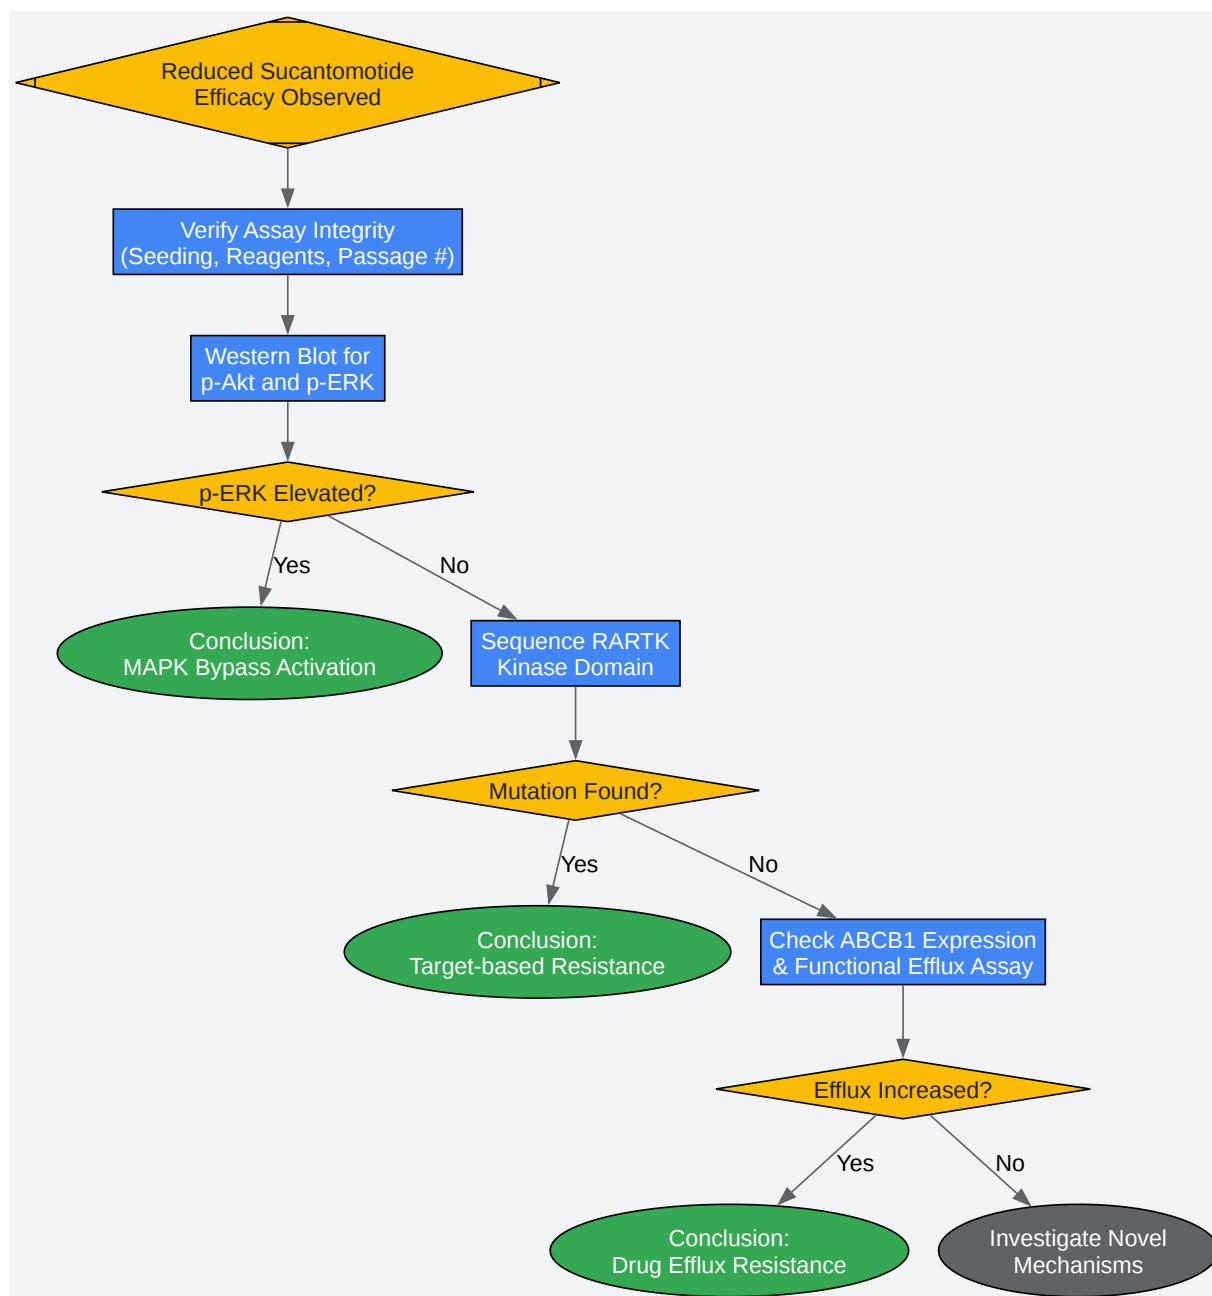 Reduced Sucantomotide
Efficacy Observed
Verify Assay Integrity
(Seeding, Reagents, Passage #)
Western Blot for
p-Akt and p-ERK
p-ERK Elevated?
Yes
No
Conclusion:
MAPK Bypass Activation
Sequence RARTK
Kinase Domain
Mutation Found?
Yes
No
Conclusion:
Target-based Resistance
Check ABCB1 Expression
& Functional Efflux Assay
Efflux Increased?
Yes
No
Conclusion:
Drug Efflux Resistance
Investigate Novel
Mechanisms